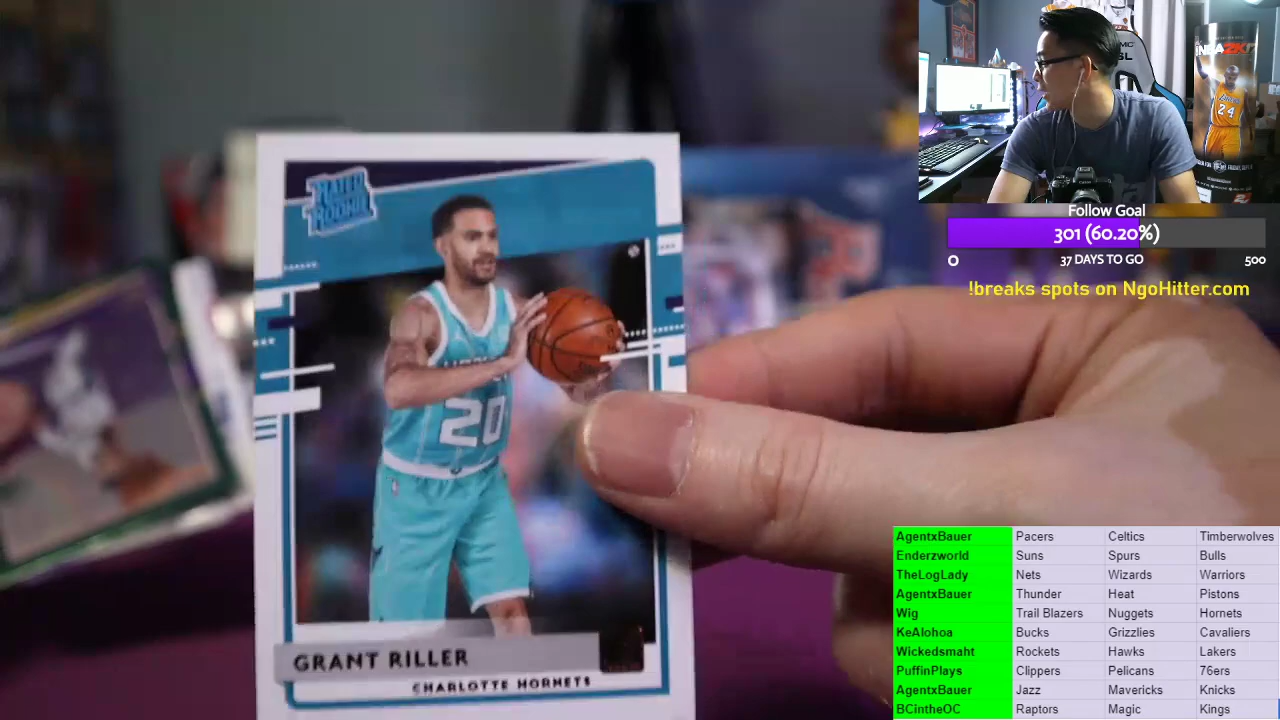 RATED
ROOKIE
20
GRANT RILLER
CHARLOTTE HORNETS
NBA2K17
24
Follow Goal
301 (60.20%)
0 37 DAYS TO GO 500
!breaks spots on NgoHitter.com
AgentxBauer Pacers Celtics Timberwolves
Enderzworld Suns Spurs Bulls
TheLogLady Nets Wizards Warriors
AgentxBauer Thunder Heat Pistons
Wig Trail Blazers Nuggets Hornets
KeAlohoa Bucks Grizzlies Cavaliers
Wickedsmaht Rockets Hawks Lakers
PuffinPlays Clippers Pelicans 76ers
AgentxBauer Jazz Mavericks Knicks
BCintheOC Raptors Magic Kings